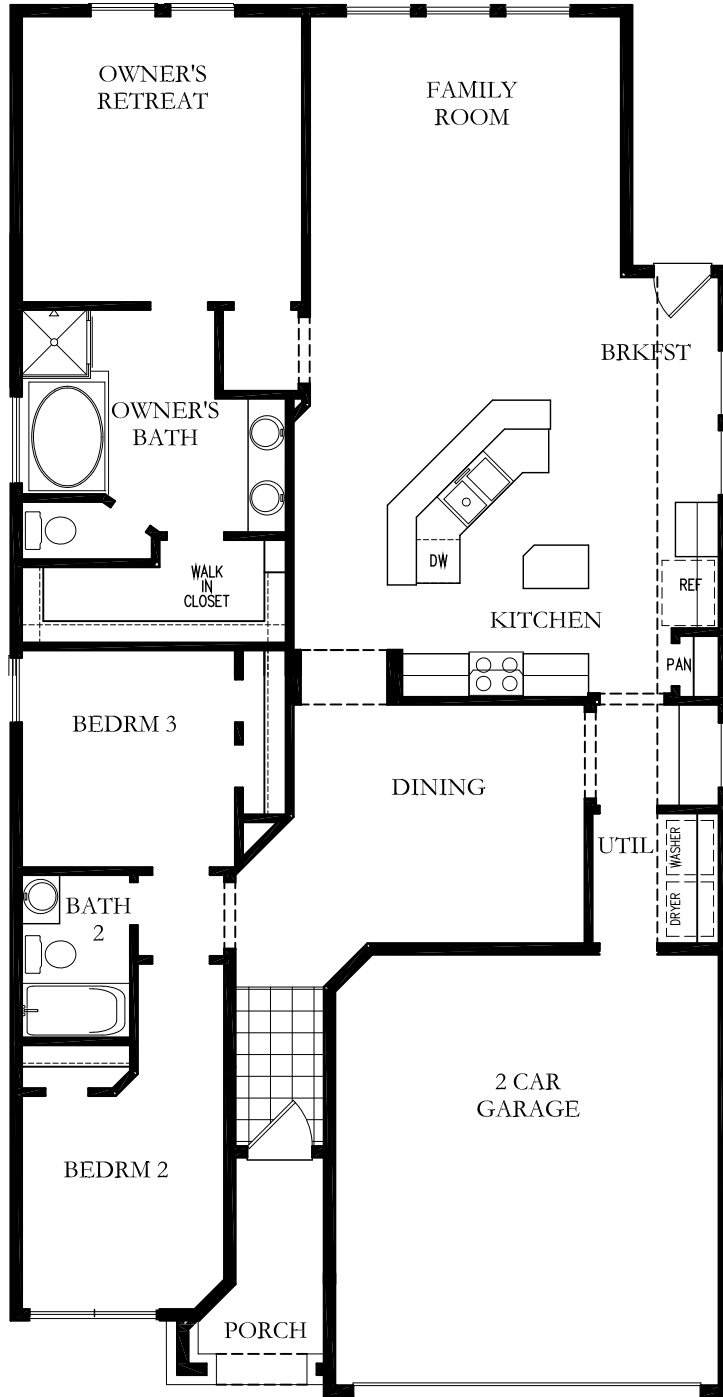 OWNER'S
RETREAT
FAMILY
ROOM
BRKFST
OWNER'S
BATH
DW
WALK
IN
CLOSET
REF
KITCHEN
PAN
BEDRM 3
DINING
UTIL
WASHER
DRYER
BATH
2
2 CAR
GARAGE
BEDRM 2
PORCH